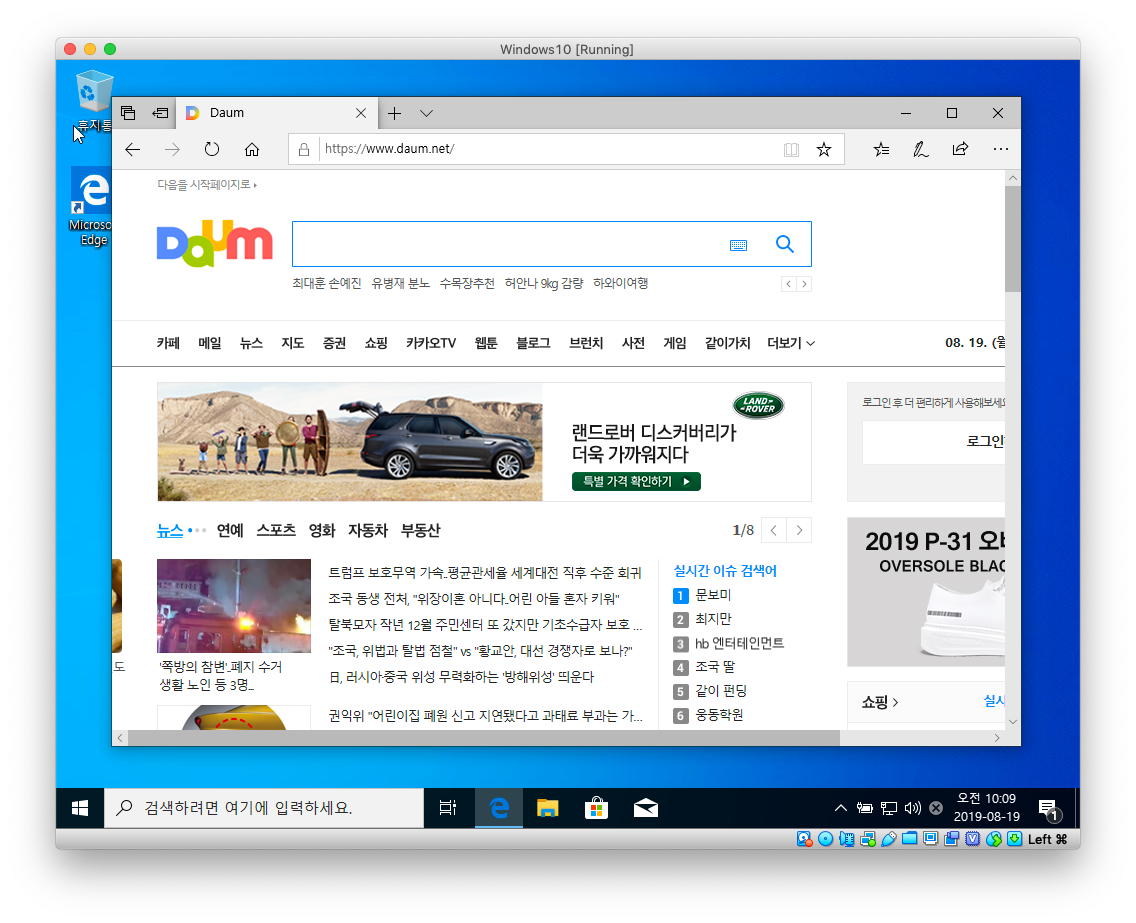 Windows10 [Running]
휴지통
Microso
Edge
Daum
https://www.daum.net/
다음을 시작페이지로
Daum
최대훈 손예진 유병재 분노 수목장추천 허안나 9kg 감량 하와이여행
카페 메일 뉴스 지도 증권 쇼핑 카카오TV 웹툰 블로그 브런치 사전 게임 같이가치 더보기
08. 19. (월
LAND-
ROVER
랜드로버 디스커버리가
더욱 가까워지다
특별 가격 확인하기
로그인 후 더 편리하게 사용해보세요
로그인
뉴스 연예 스포츠 영화 자동차 부동산
1/8
도
'쪽방의 참변'..폐지 수거
생활 노인 등 3명...
트럼프 보호무역 가속..평균관세율 세계대전 직후 수준 회귀
조국 동생 전처, "위장이혼 아니다..어린 아들 혼자 키워"
탈북모자 작년 12월 주민센터 또 갔지만 기초수급자 보호 ...
"조국, 위법과 탈법 점철" vs "황교안, 대선 경쟁자로 보나?"
日, 러시아·중국 위성 무력화하는 '방해위성' 띄운다
권익위 "어린이집 폐원 신고 지연됐다고 과태료 부과는 가...
실시간 이슈 검색어
1 문보미
2 최지만
3 hb 엔터테인먼트
4 조국 딸
5 같이 펀딩
6 웅동학원
2019 P-31 오버
OVERSOLE BLAC
쇼핑
실시
검색하려면 여기에 입력하세요.
오전 10:09
2019-08-19
1
Left ⌘